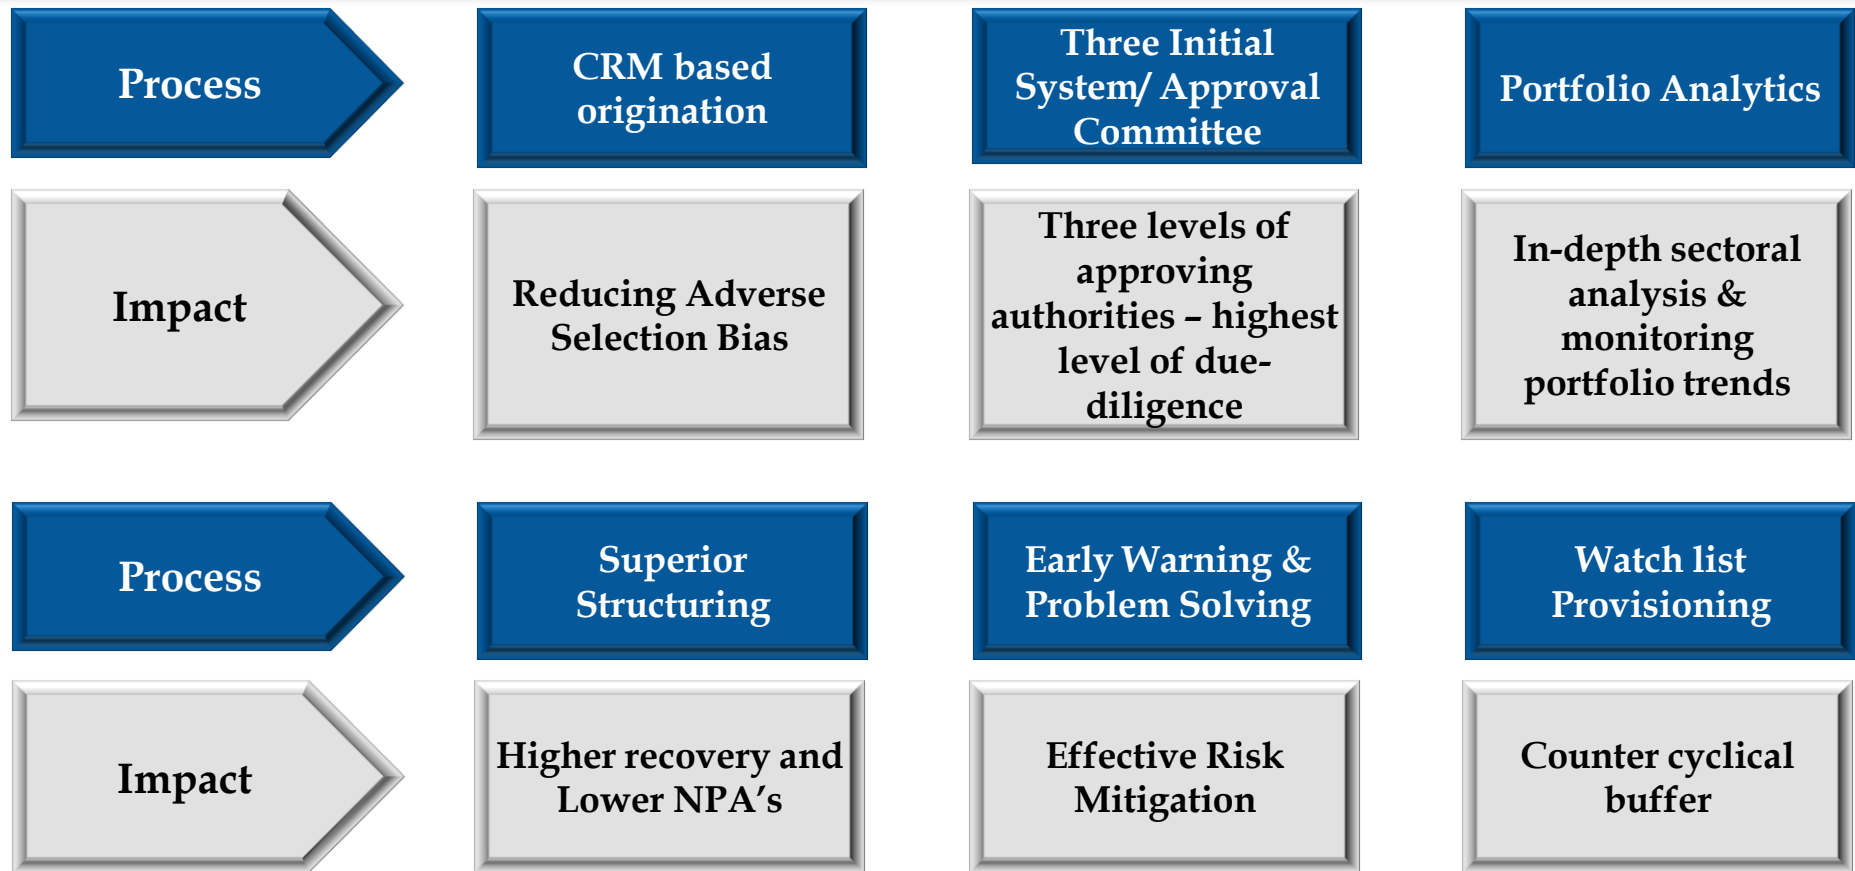 Process
CRM based
origination
Three Initial
System/ Approval
Committee
Portfolio Analytics
Impact
Reducing Adverse
Selection Bias
Three levels of
approving
authorities – highest
level of due-
diligence
In-depth sectoral
analysis &
monitoring
portfolio trends
Process
Superior
Structuring
Early Warning &
Problem Solving
Watch list
Provisioning
Impact
Higher recovery and
Lower NPA’s
Effective Risk
Mitigation
Counter cyclical
buffer